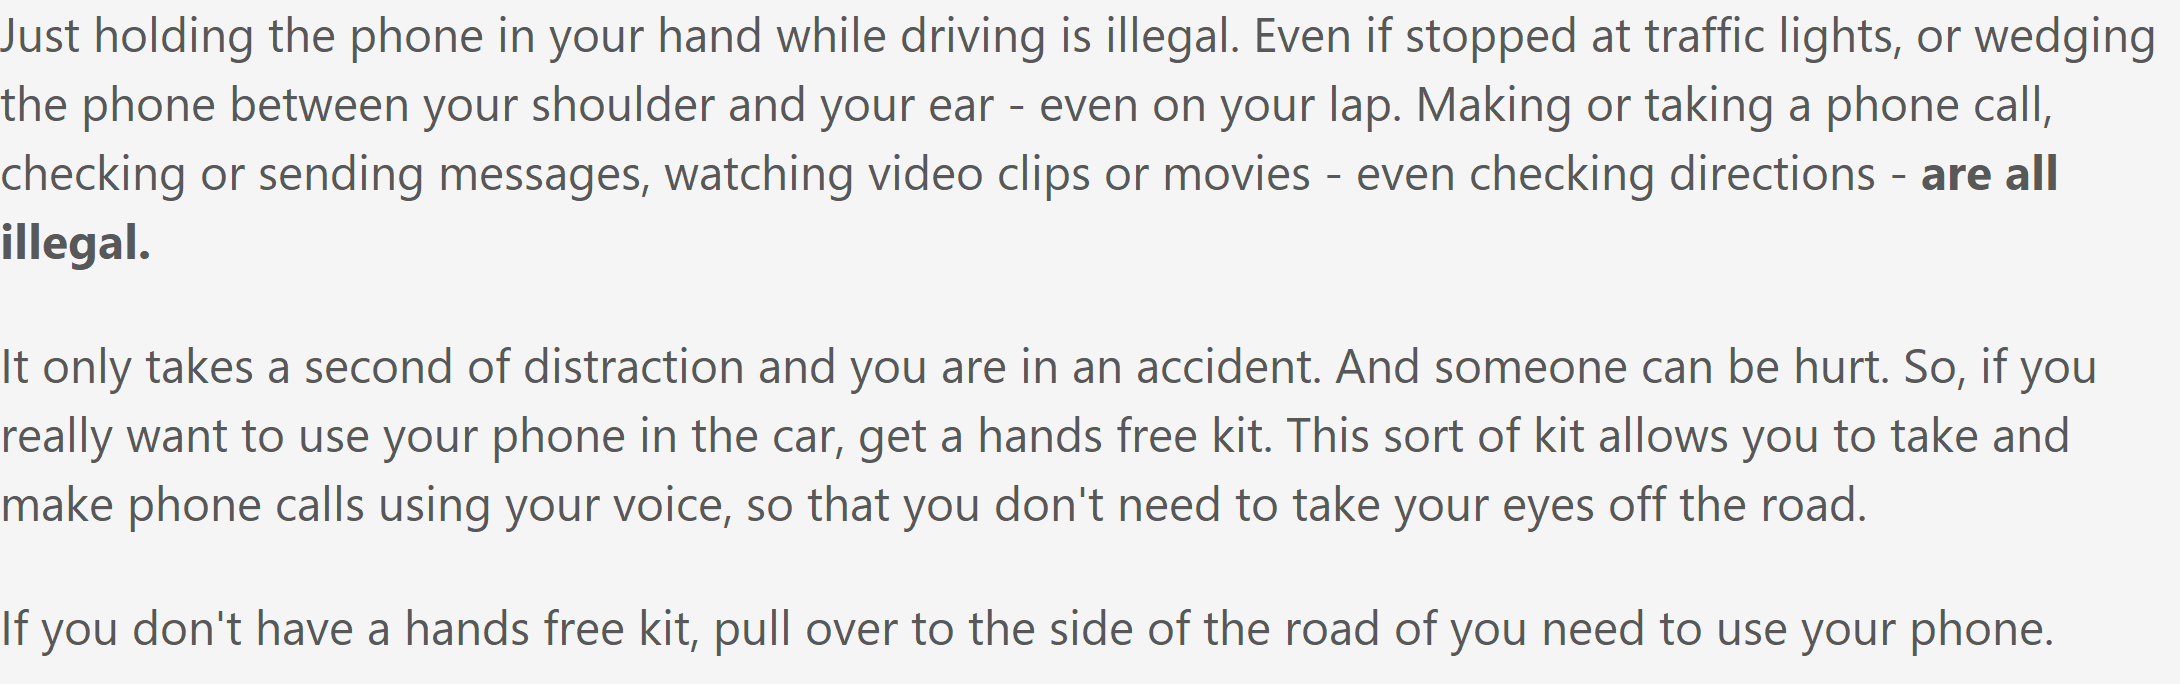 Just holding the phone in your hand while driving is illegal. Even if stopped at traffic lights, or wedging
the phone between your shoulder and your ear - even on your lap. Making or taking a phone call,
checking or sending messages, watching video clips or movies - even checking directions - are all
illegal.
It only takes a second of distraction and you are in an accident. And someone can be hurt. So, if you
really want to use your phone in the car, get a hands free kit. This sort of kit allows you to take and
make phone calls using your voice, so that you don't need to take your eyes off the road.
If you don't have a hands free kit, pull over to the side of the road of you need to use your phone.